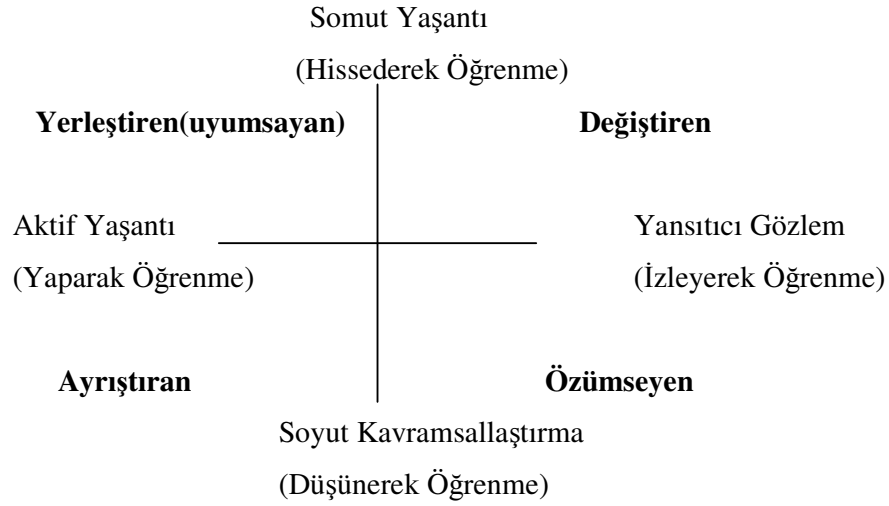 Somut Yaşantı
(Hissederek Öğrenme)
Yerleştiren(uyumsayan)
Değiştiren
Aktif Yaşantı
(Yaparak Öğrenme)
Yansıtıcı Gözlem
(İzleyerek Öğrenme)
Ayrıştıran
Özümseyen
Soyut Kavramsallaştırma
(Düşünerek Öğrenme)